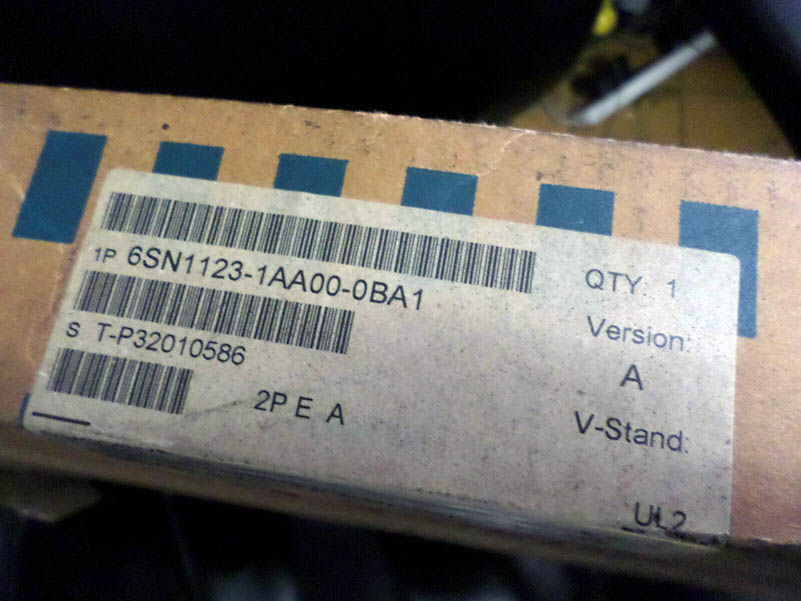 1P 6SN1123-1AA00-0BA1
QTY: 1
S T-P32010586
Version:
A
2P E A
V-Stand:
UL2